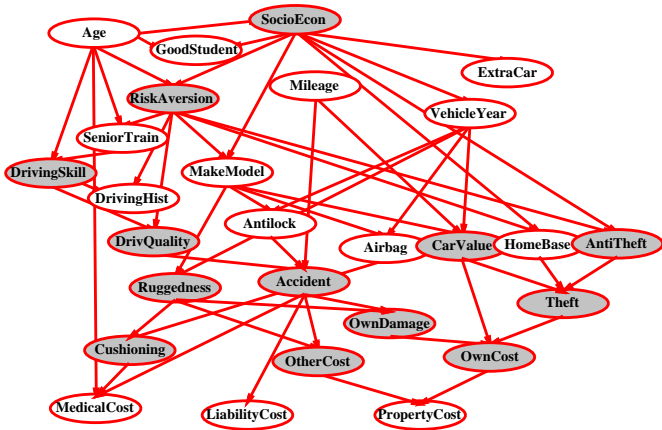 SocioEcon
Age
GoodStudent
ExtraCar
Mileage
RiskAversion
VehicleYear
SeniorTrain
MakeModel
DrivingSkill
DrivingHist
Antilock
DrivQuality
Airbag
CarValue
HomeBase
AntiTheft
Ruggedness
Accident
Theft
OwnDamage
Cushioning
OtherCost
OwnCost
MedicalCost
LiabilityCost
PropertyCost